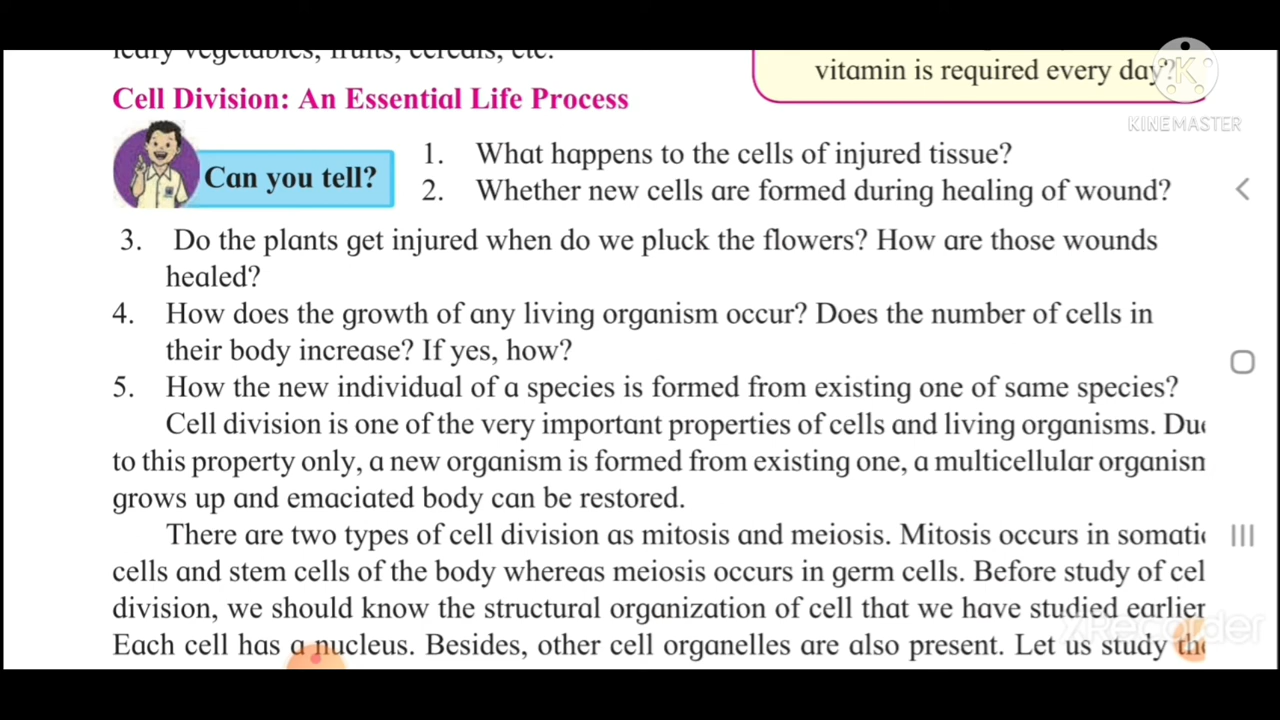 leafy vegetables, fruits, cereals, etc.
vitamin is required every day?
KINEMASTER
Cell Division: An Essential Life Process
Can you tell?
1. What happens to the cells of injured tissue?
2. Whether new cells are formed during healing of wound?
3. Do the plants get injured when do we pluck the flowers? How are those wounds
healed?
4. How does the growth of any living organism occur? Does the number of cells in
their body increase? If yes, how?
5. How the new individual of a species is formed from existing one of same species?
Cell division is one of the very important properties of cells and living organisms. Due
to this property only, a new organism is formed from existing one, a multicellular organism
grows up and emaciated body can be restored.
There are two types of cell division as mitosis and meiosis. Mitosis occurs in somatic
cells and stem cells of the body whereas meiosis occurs in germ cells. Before study of cel
division, we should know the structural organization of cell that we have studied earlier
Each cell has a nucleus. Besides, other cell organelles are also present. Let us study the
XRecorder